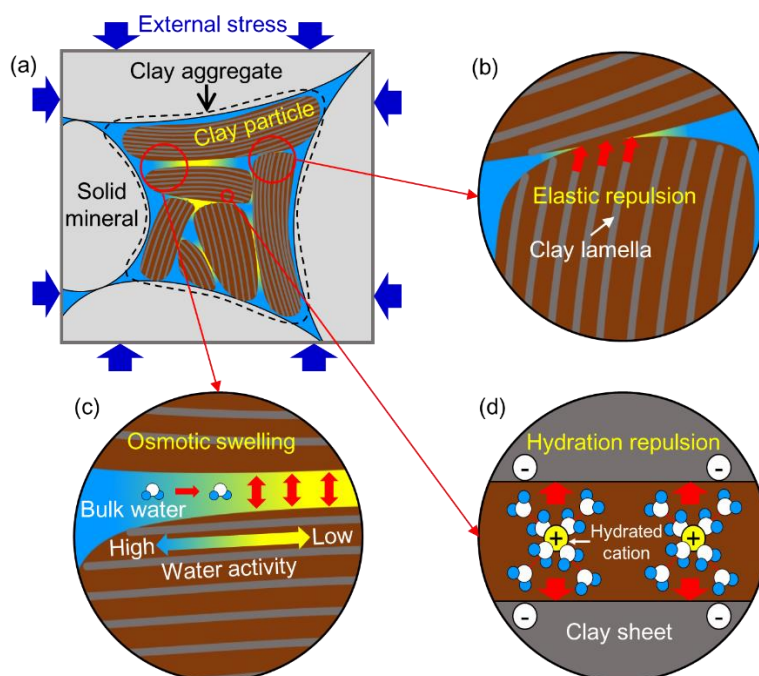 External stress
(a)
Clay aggregate
Clay particle
Solid
mineral
(b)
Elastic repulsion
Clay lamella
(c)
Osmotic swelling
Bulk water
High
Low
Water activity
(d)
Hydration repulsion
- -
+ +
Hydrated
cation
- -
Clay sheet